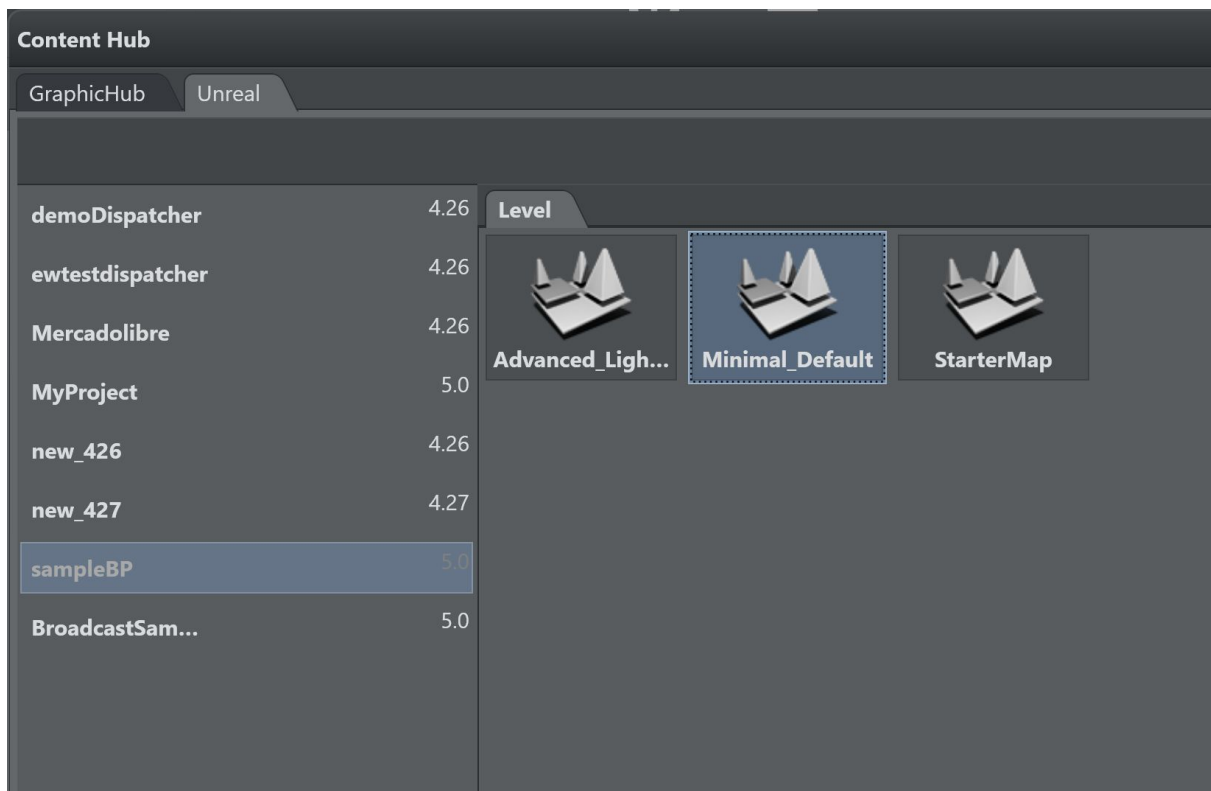 Content Hub
GraphicHub Unreal
demoDispatcher 4.26
ewtestdispatcher 4.26
Mercadolibre 4.26
MyProject 5.0
new_426 4.26
new_427 4.27
sampleBP 5.0
BroadcastSam... 5.0
Level
Advanced_Ligh... Minimal_Default StarterMap